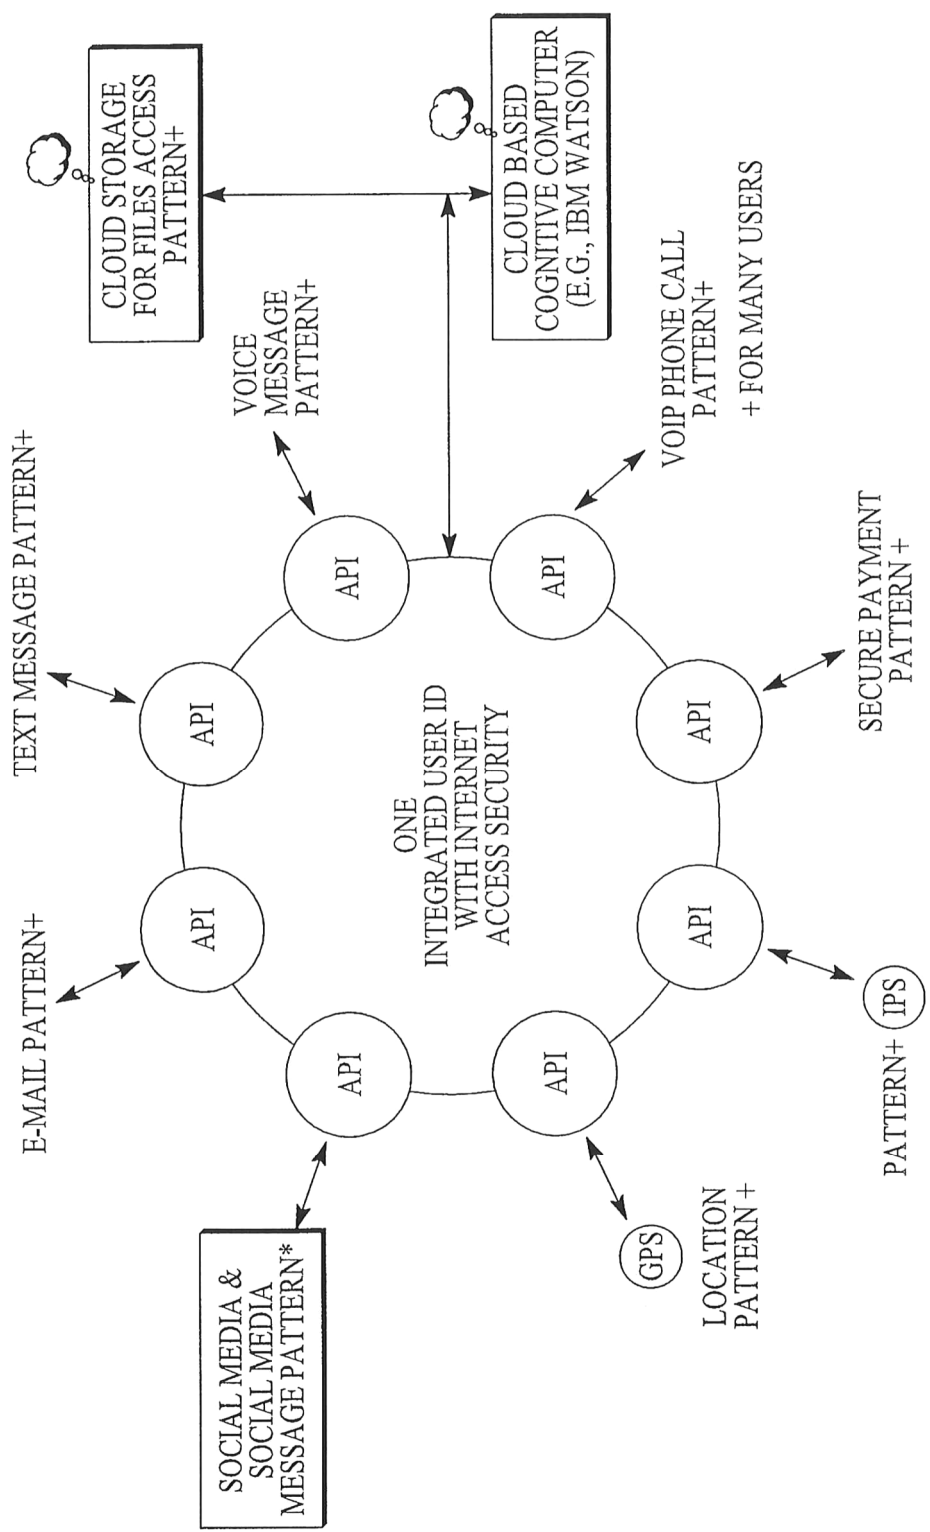 CLOUD STORAGE
FOR FILES ACCESS
PATTERN+
CLOUD BASED
COGNITIVE COMPUTER
(E.G., IBM WATSON)
VOICE
MESSAGE
PATTERN+
VOIP PHONE CALL
PATTERN+
+ FOR MANY USERS
TEXT MESSAGE PATTERN+
API
API
API
API
SECURE PAYMENT
PATTERN +
ONE
INTEGRATED USER ID
WITH INTERNET
ACCESS SECURITY
E-MAIL PATTERN+
API
API
API
API
PATTERN+
IPS
GPS
LOCATION
PATTERN +
SOCIAL MEDIA &
SOCIAL MEDIA
MESSAGE PATTERN*